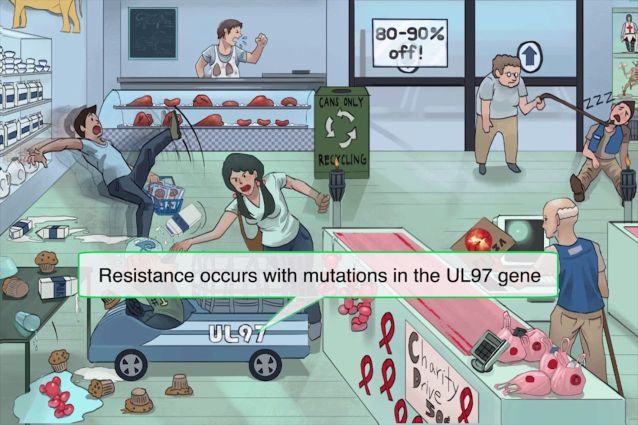 80-90%
off!
CANS ONLY
RECYCLING
ZZZ
ZA
Resistance occurs with mutations in the UL97 gene
UL97
Charity
Drive
50¢